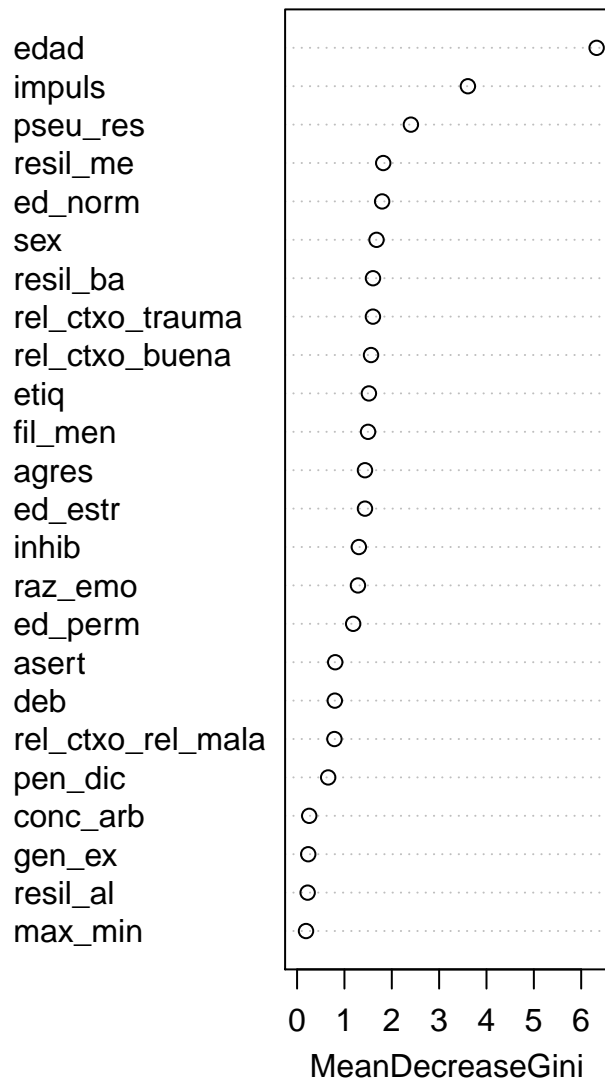 edad
impuls
pseu_res
resil_me
ed_norm
sex
resil_ba
rel_ctxo_trauma
rel_ctxo_buena
etiq
fil_men
agres
ed_estr
inhib
raz_emo
ed_perm
asert
deb
rel_ctxo_rel_mala
pen_dic
conc_arb
gen_ex
resil_al
max_min
0 1 2 3 4 5 6
MeanDecreaseGini